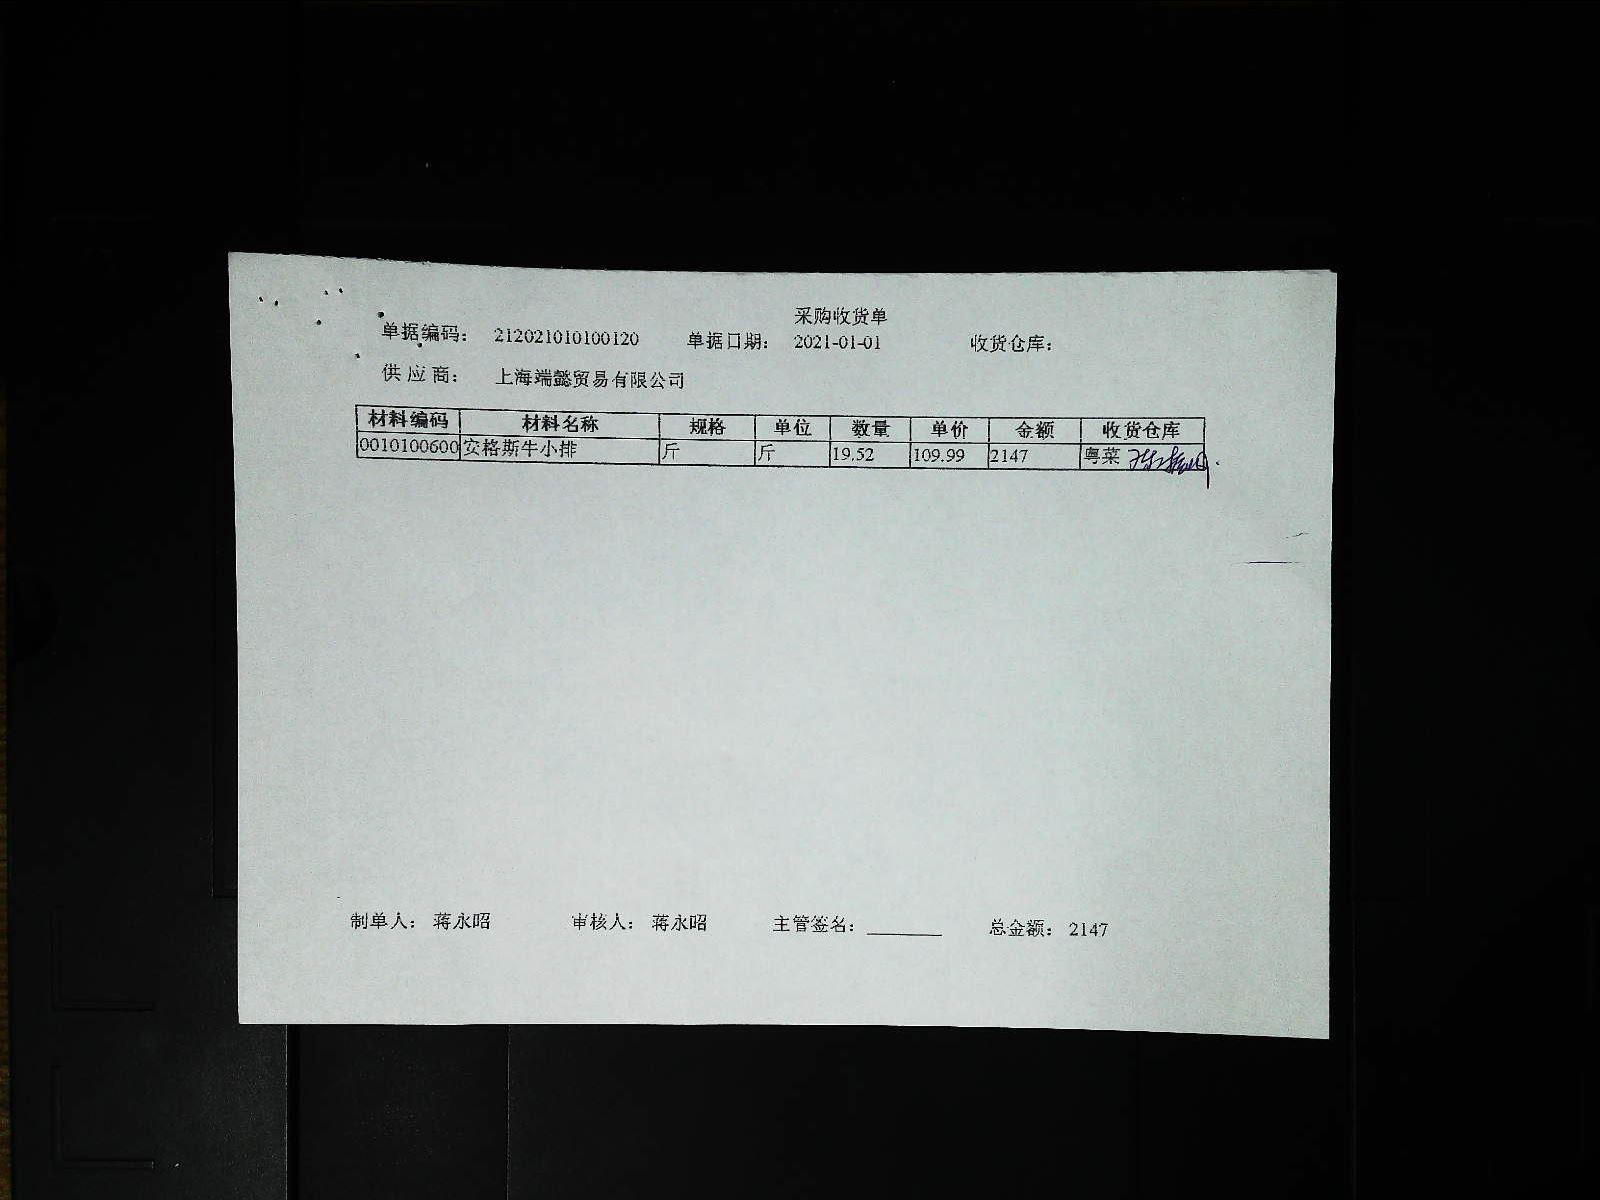 采购收货单
单据编码： 212021010100120 单据日期： 2021-01-01 收货仓库：
供 应 商： 上海端懿贸易有限公司
材料编码 材料名称 规格 单位 数量 单价 金额 收货仓库
0010100600 安格斯牛小排 斤 斤 19.52 109.99 2147 粤菜
制单人： 蒋永昭 审核人： 蒋永昭 主管签名： 总金额： 2147